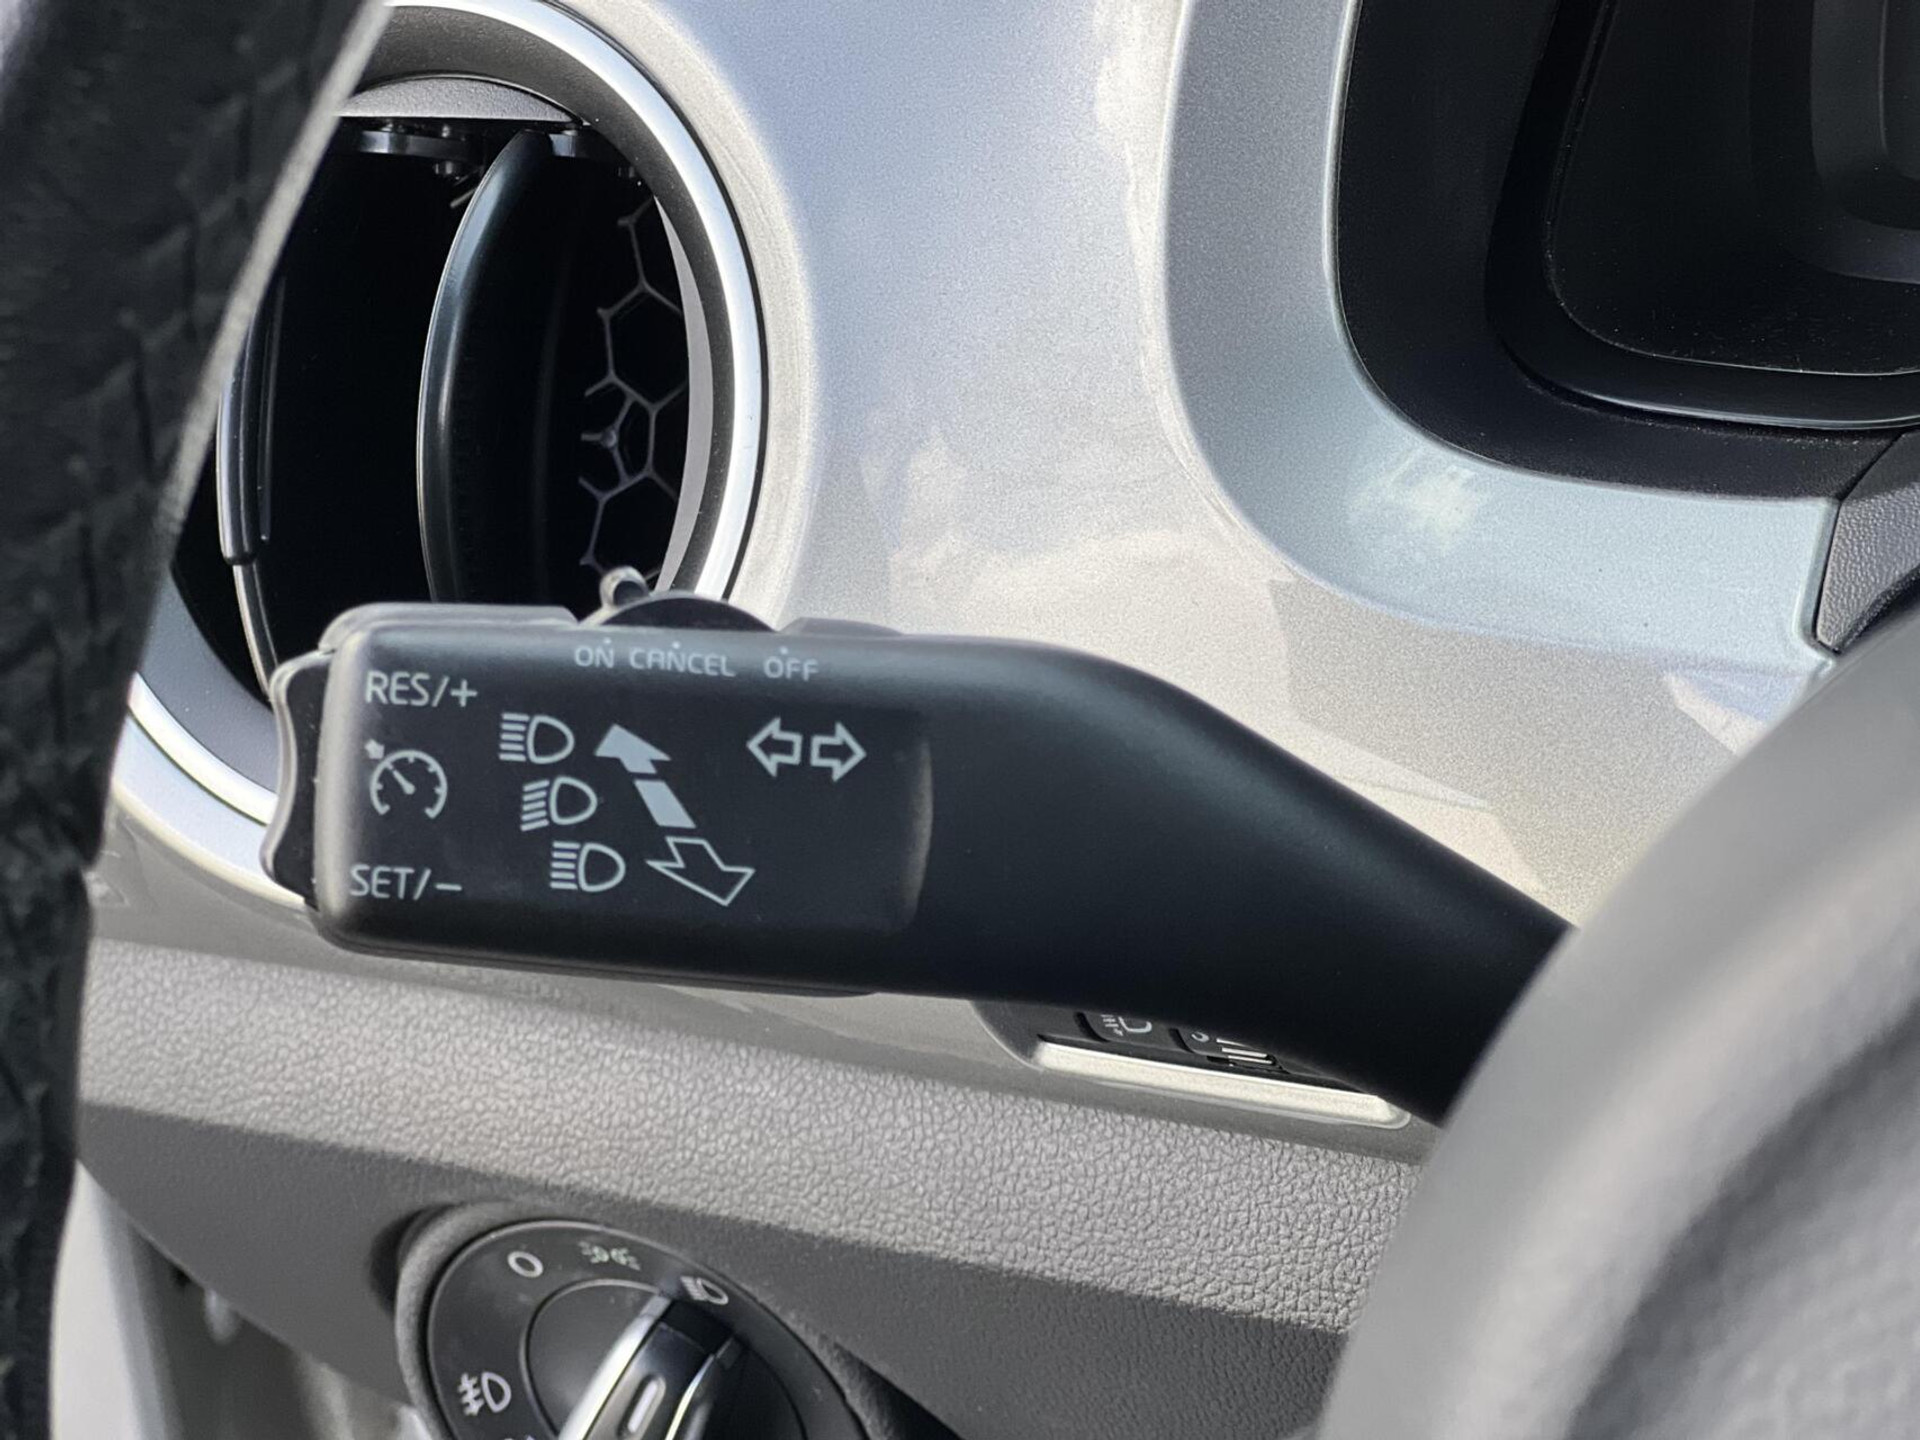 ON CANCEL OFF
RES/+
SET/-